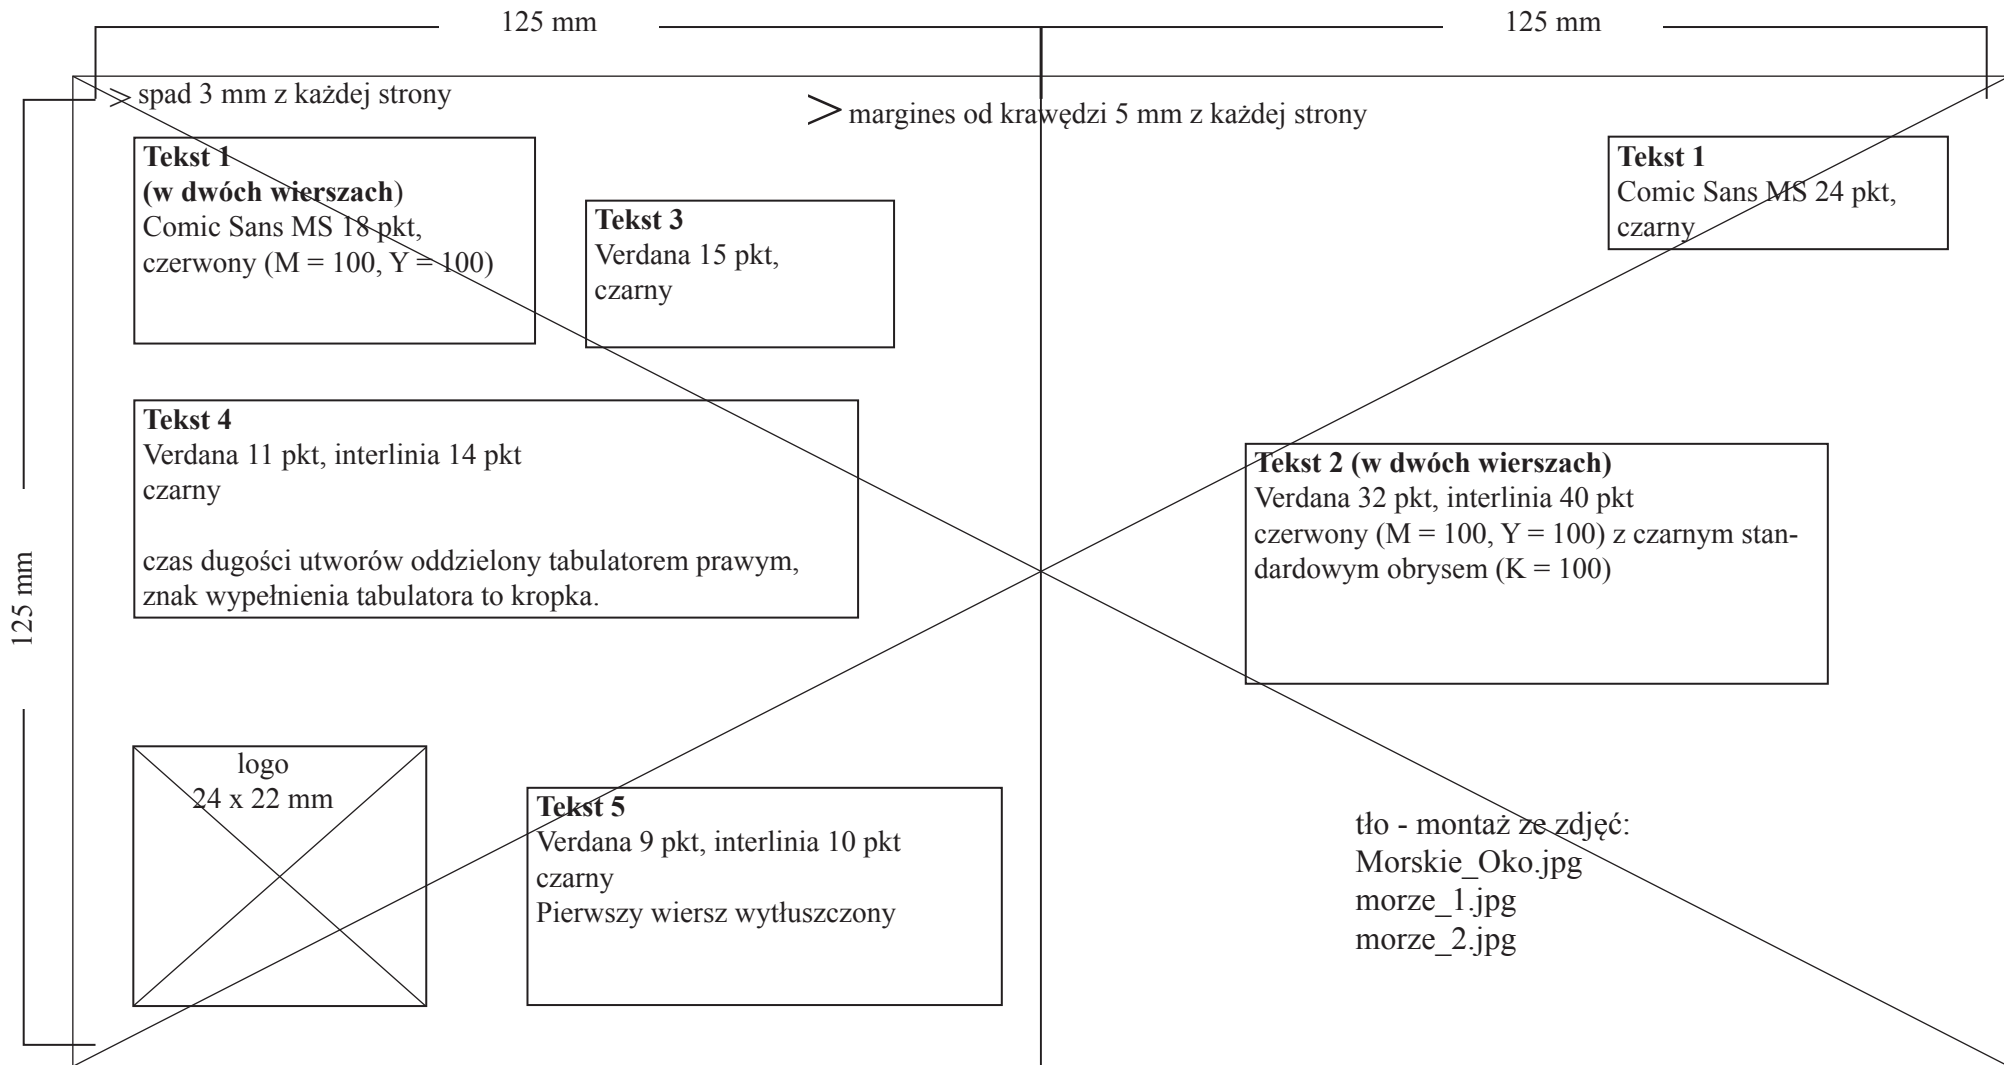 125 mm
125 mm
> spad 3 mm z każdej strony
> margines od krawędzi 5 mm z każdej strony
Tekst 1
(w dwóch wierszach)
Comic Sans MS 18 pkt,
czerwony (M = 100, Y = 100)
Tekst 3
Verdana 15 pkt,
czarny
Tekst 1
Comic Sans MS 24 pkt,
czarny
Tekst 4
Verdana 11 pkt, interlinia 14 pkt
czarny
czas dugości utworów oddzielony tabulatorem prawym,
znak wypełnienia tabulatora to kropka.
Tekst 2 (w dwóch wierszach)
Verdana 32 pkt, interlinia 40 pkt
czerwony (M = 100, Y = 100) z czarnym stan-
dardowym obrysem (K = 100)
125 mm
logo
24 x 22 mm
Tekst 5
Verdana 9 pkt, interlinia 10 pkt
czarny
Pierwszy wiersz wytłuszczony
tło - montaż ze zdjęć:
Morskie_Oko.jpg
morze_1.jpg
morze_2.jpg